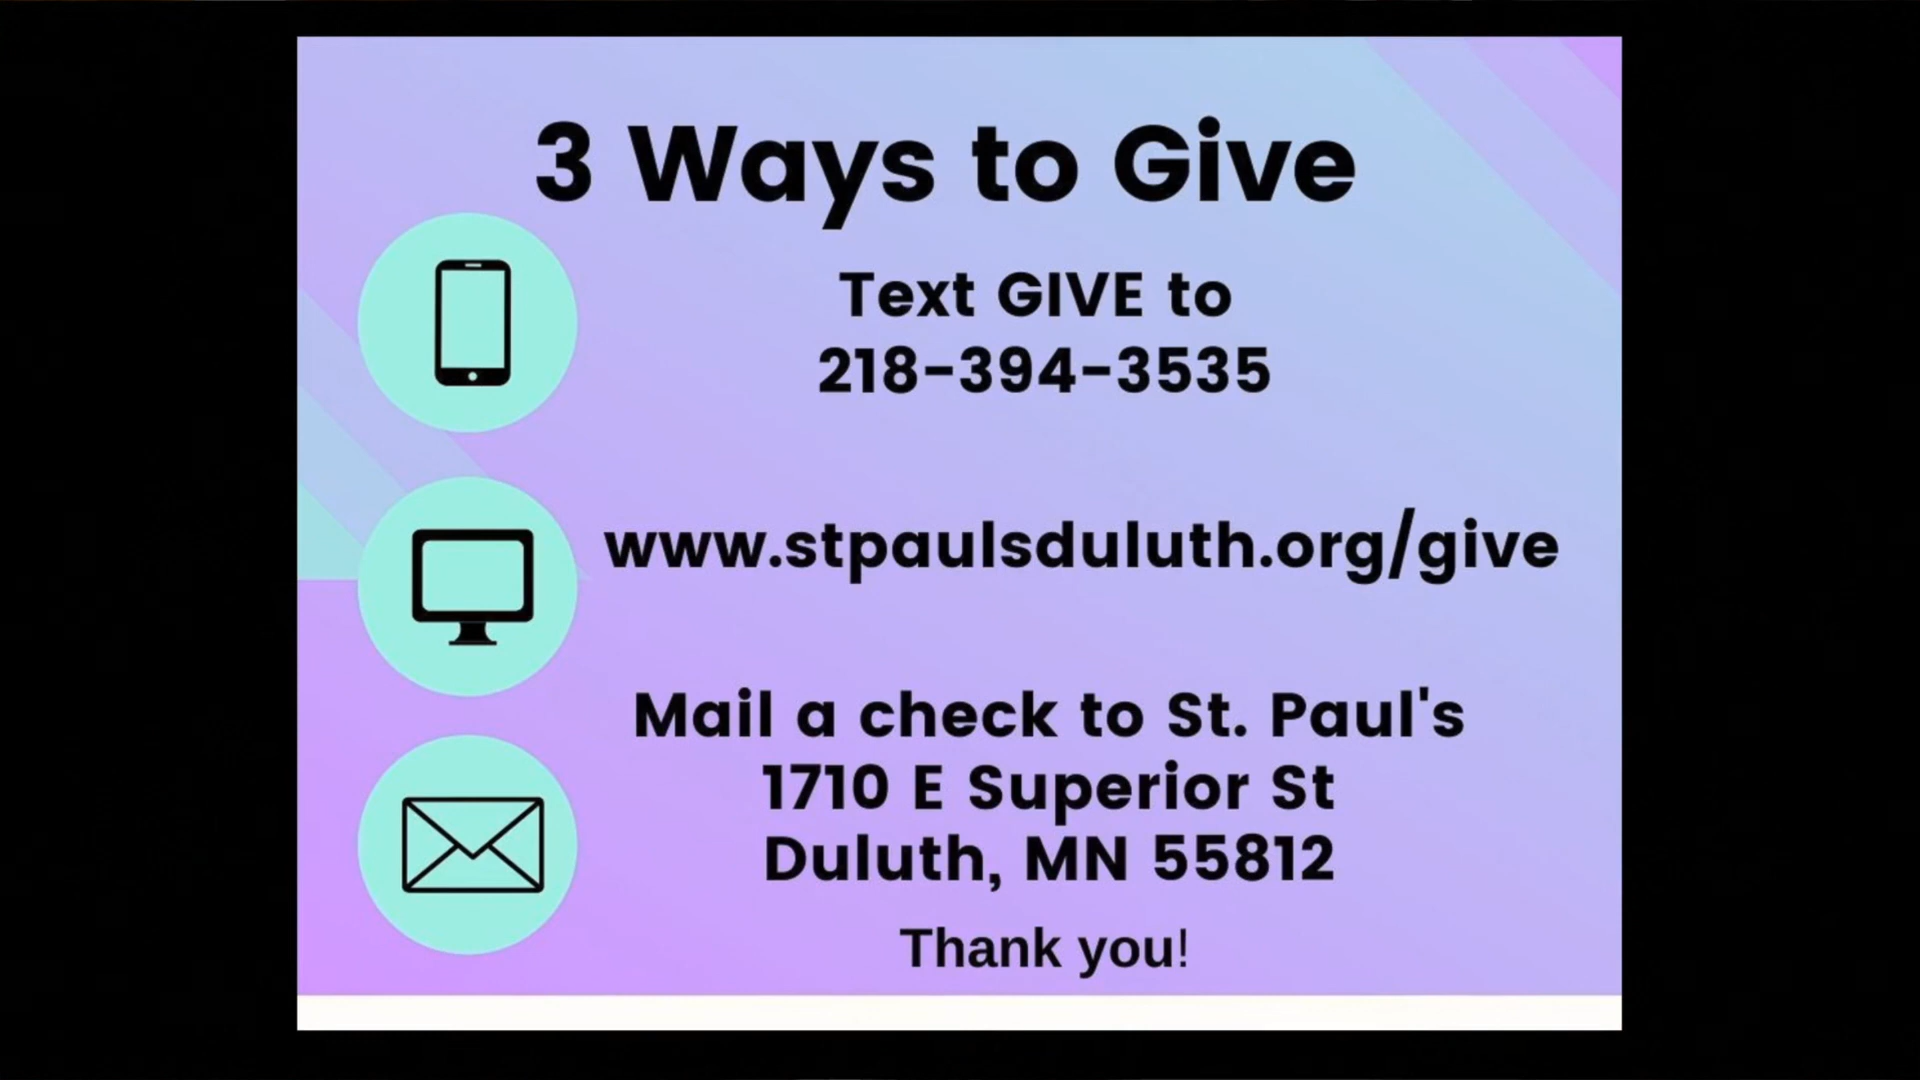 3 Ways to Give
Text GIVE to
218-394-3535
www.stpaulsduluth.org/give
Mail a check to St. Paul's
1710 E Superior St
Duluth, MN 55812
Thank you!